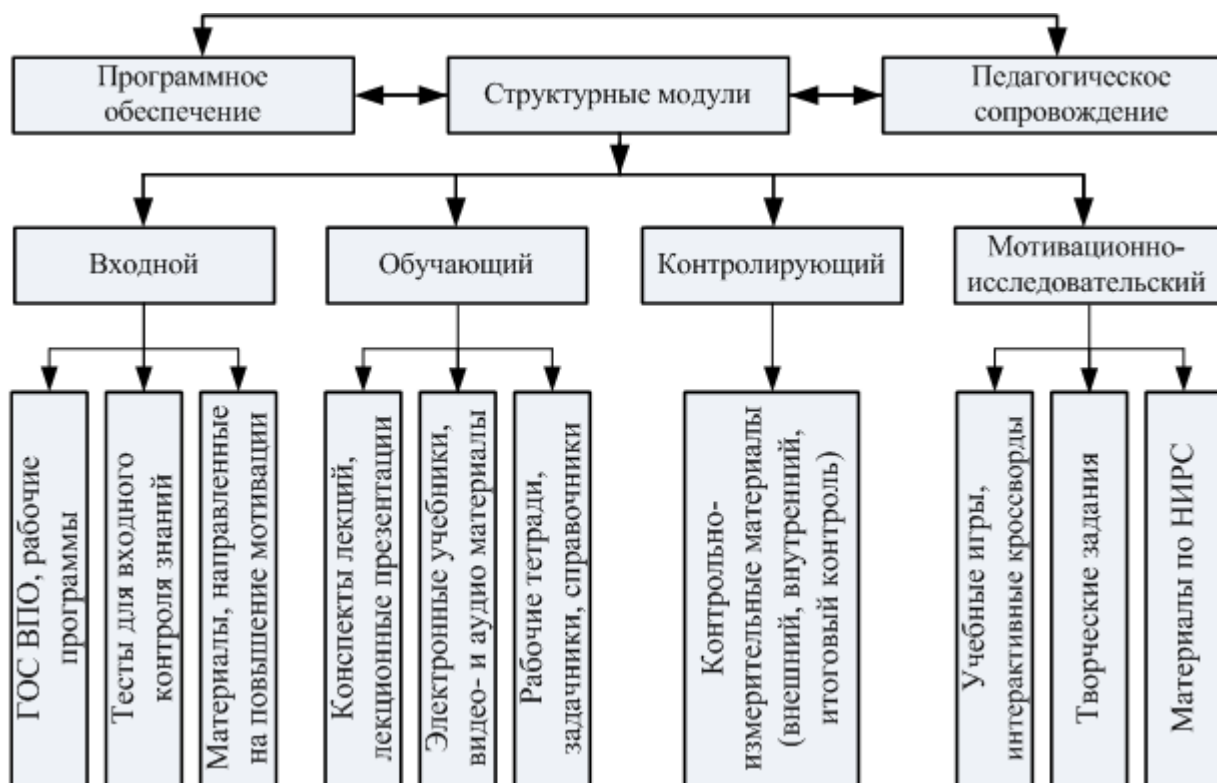 Программное
обеспечение
Структурные модули
Педагогическое
сопровождение
Входной
Обучающий
Контролирующий
Мотивационно-
исследовательский
ГОС ВПО, рабочие
программы
Тесты для входного
контроля знаний
Материалы, направленные
на повышение мотивации
Конспекты лекций,
лекционные презентации
Электронные учебники,
видео- и аудио материалы
Рабочие тетради,
задачники, справочники
Контрольно-
измерительные материалы
(внешний, внутренний,
итоговый контроль)
Учебные игры,
интерактивные кроссворды
Творческие задания
Материалы по НИРС